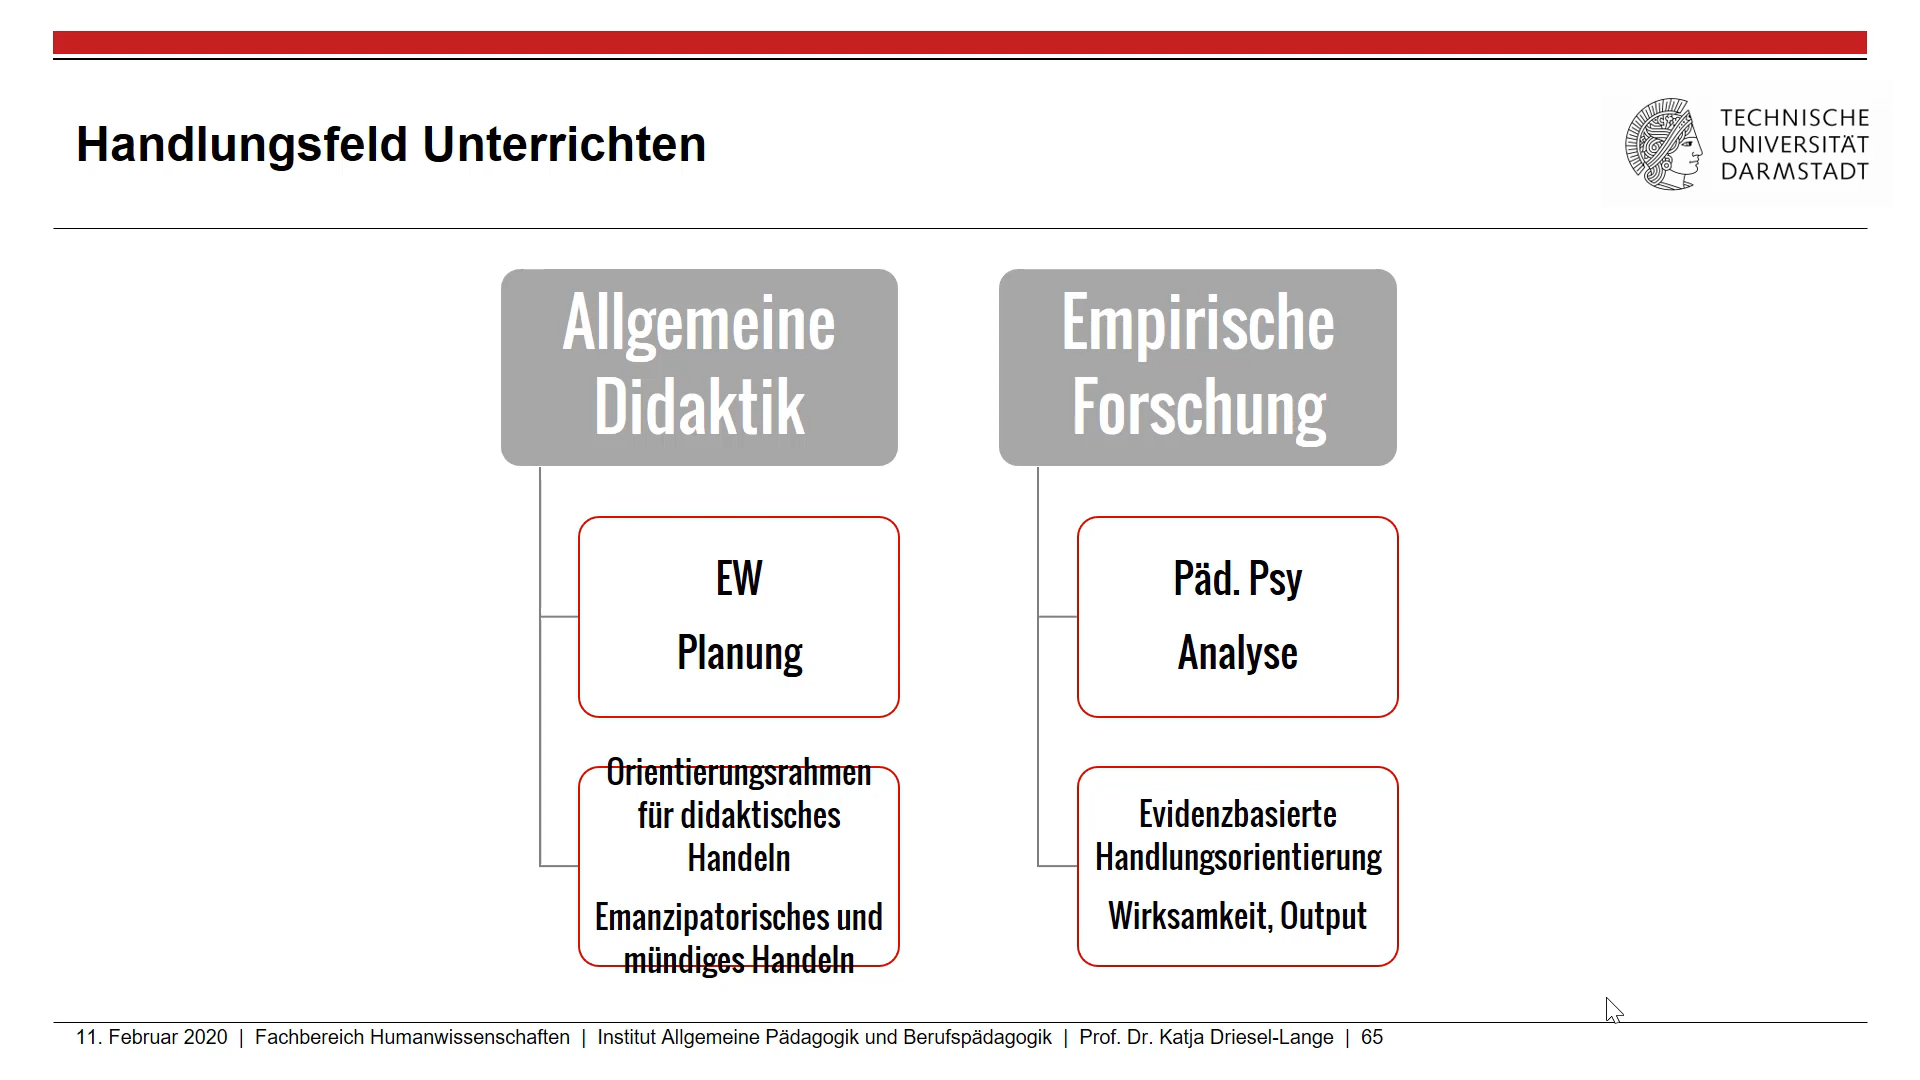 Handlungsfeld Unterrichten
TECHNISCHE
UNIVERSITÄT
DARMSTADT
Allgemeine
Didaktik
EW
Planung
Orientierungsrahmen
für didaktisches
Handeln
Emanzipatorisches und
mündiges Handeln
Empirische
Forschung
Päd. Psy
Analyse
Evidenzbasierte
Handlungsorientierung
Wirksamkeit, Output
11. Februar 2020 | Fachbereich Humanwissenschaften | Institut Allgemeine Pädagogik und Berufspädagogik | Prof. Dr. Katja Driesel-Lange | 65